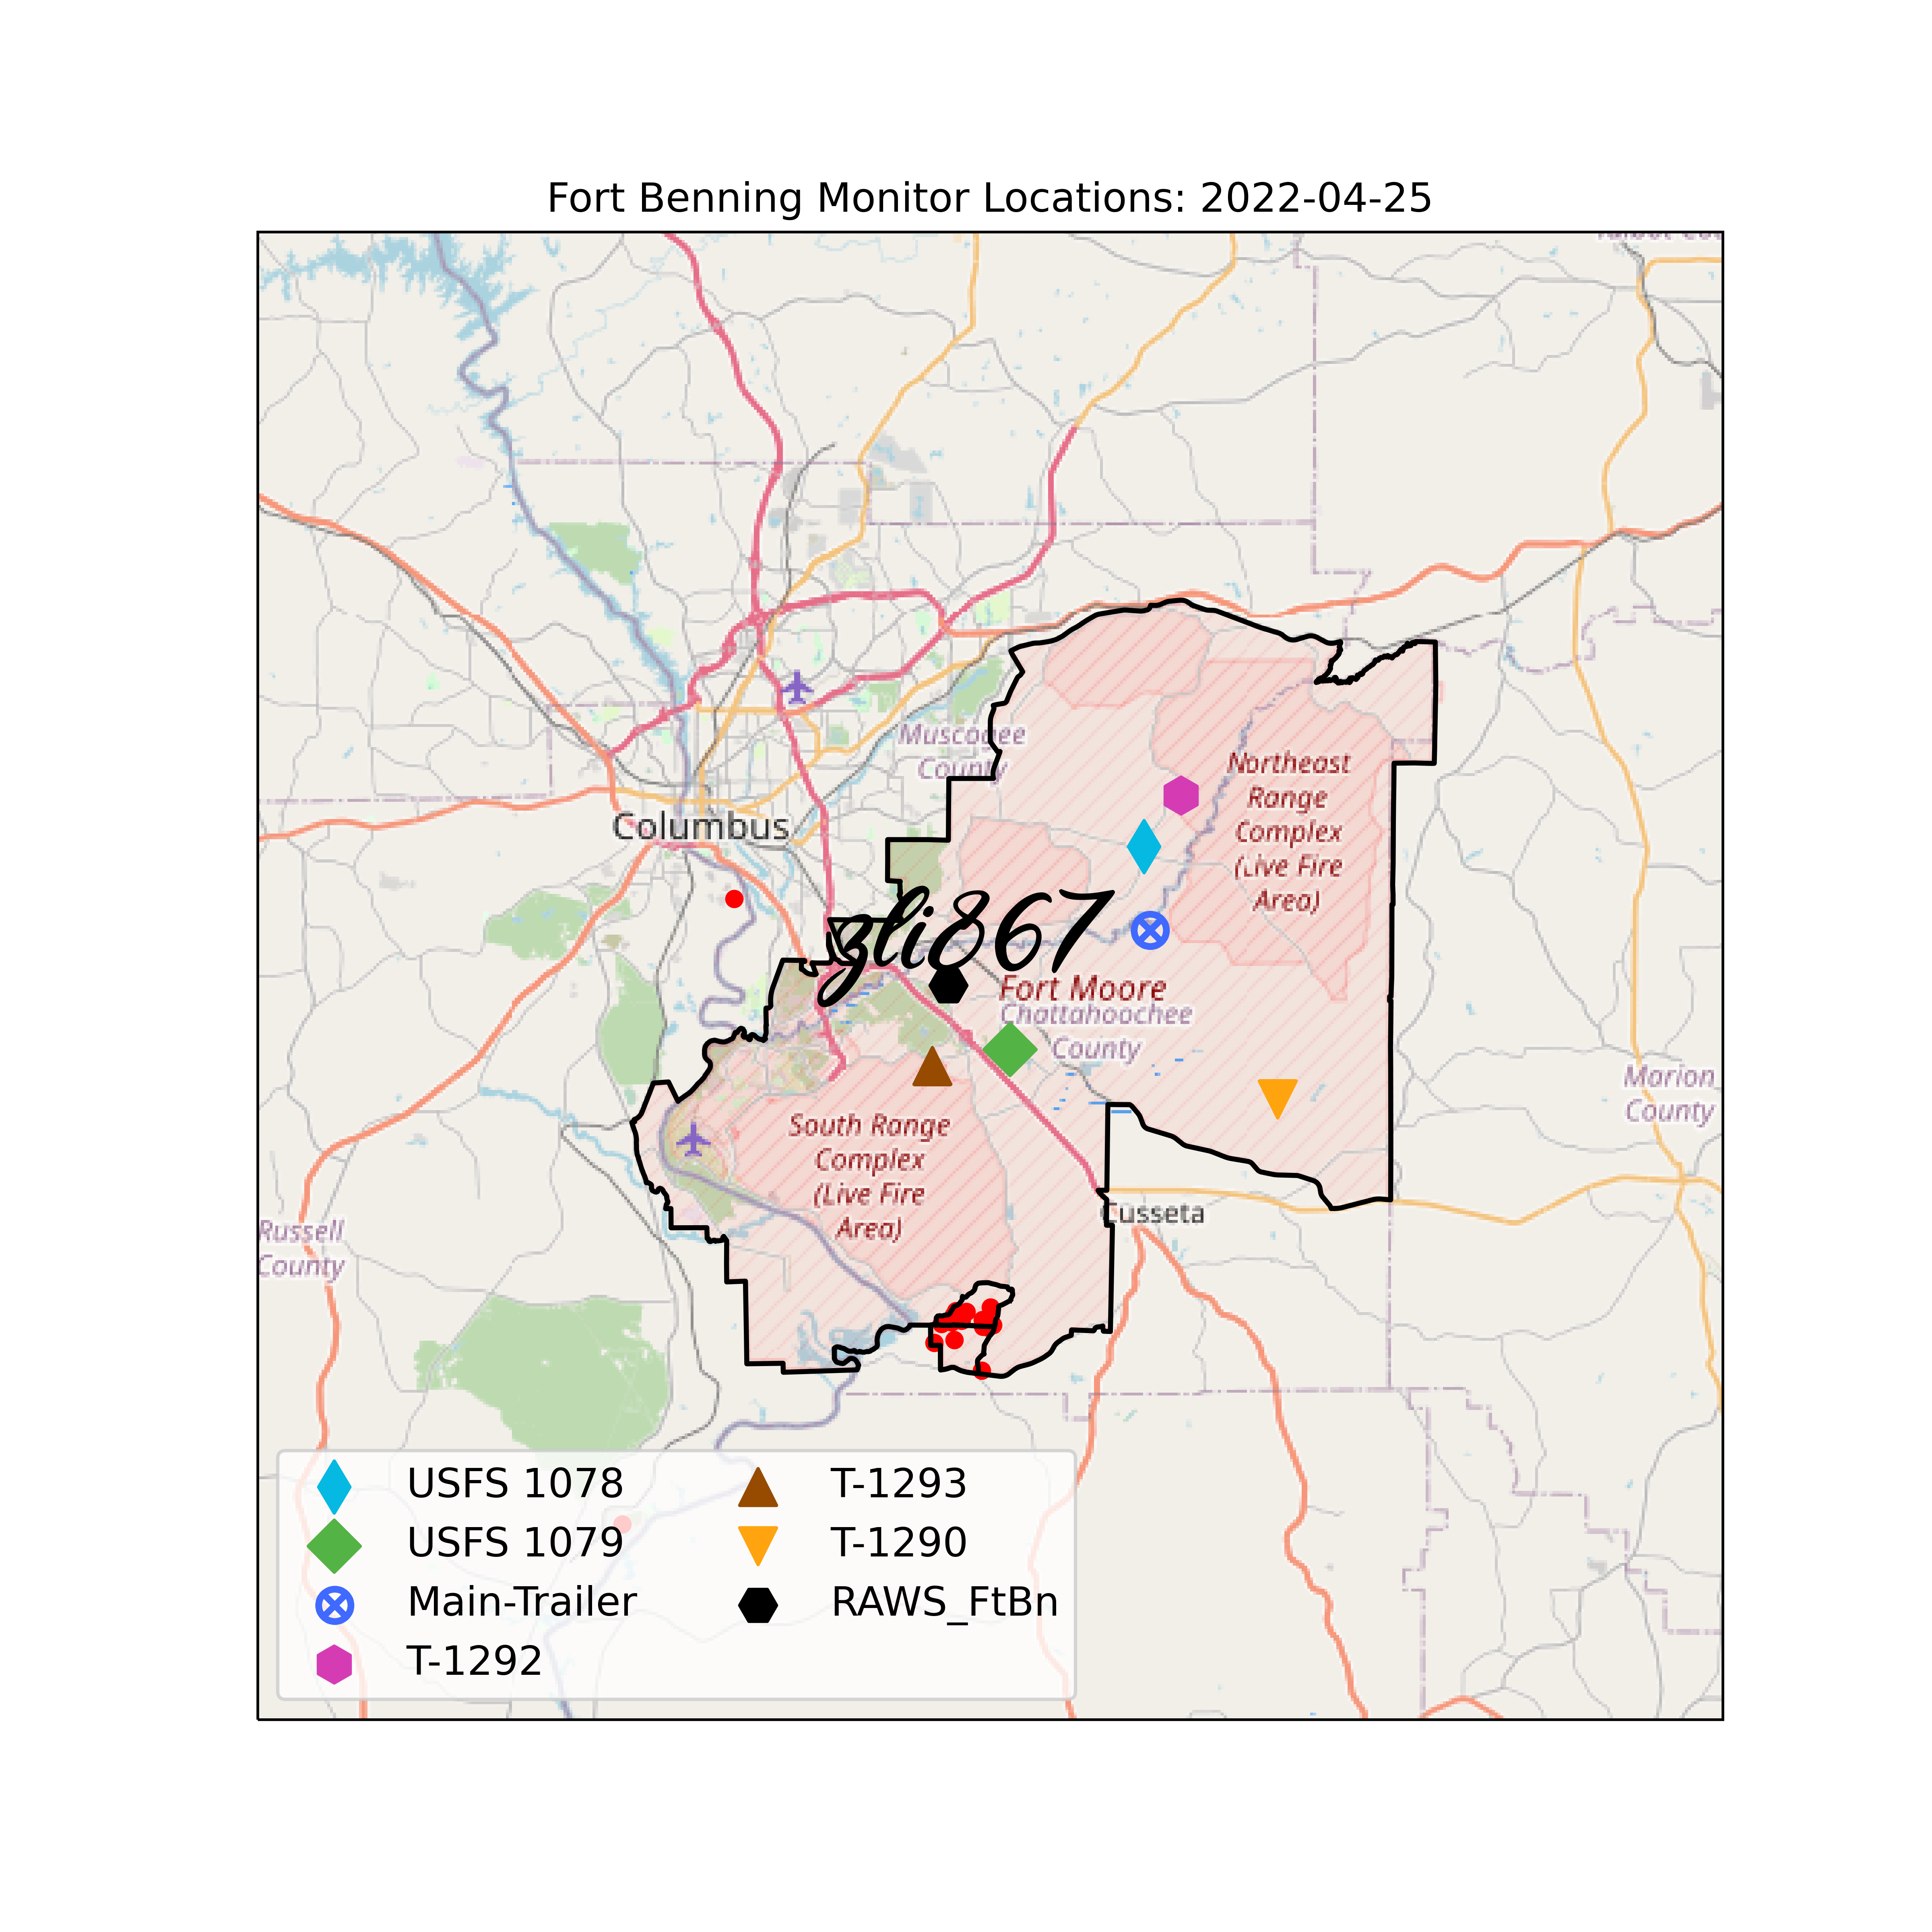 Fort Benning Monitor Locations: 2022-04-25
Muscogee
County
Northeast
Range
Complex
(Live Fire
Area)
Columbus
gli867
Fort Moore
Chattahoochee
County
Marion
County
South Range
Complex
(Live Fire
Area)
Cusseta
Russell
County
USFS 1078
USFS 1079
Main-Trailer
T-1292
T-1293
T-1290
RAWS_FtBn